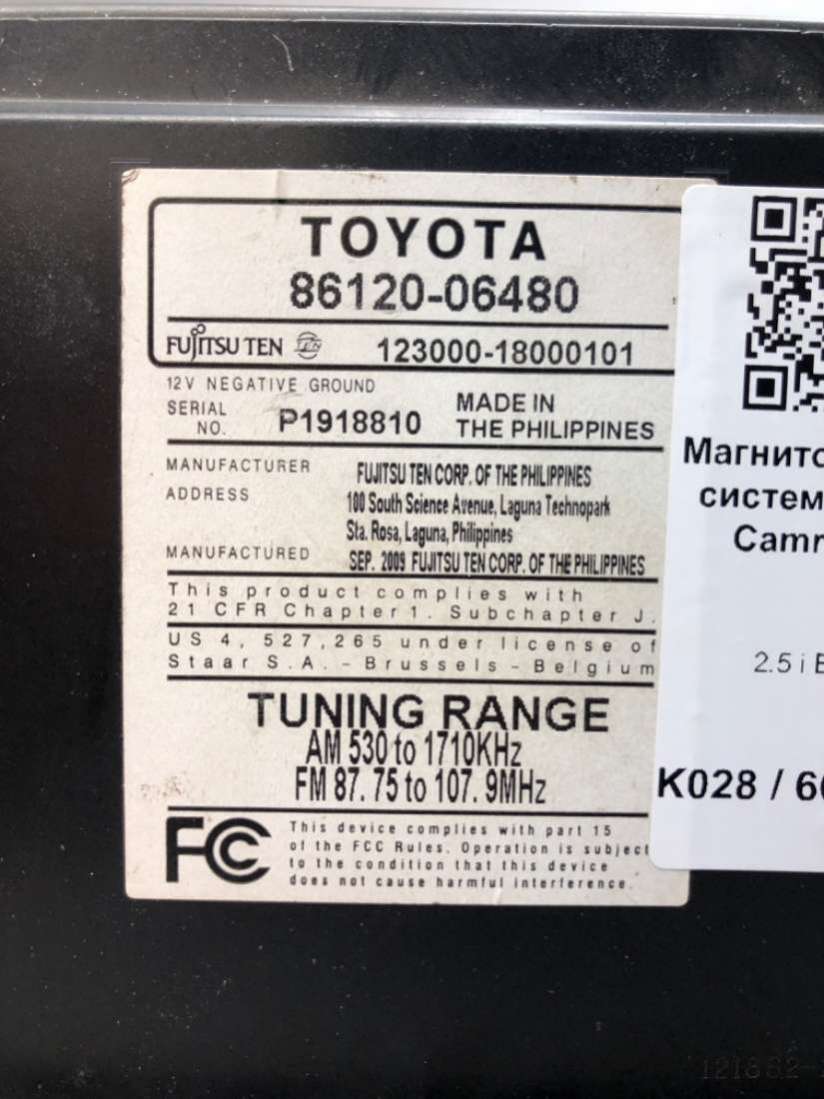 TOYOTA
86120-06480
FUJITSU TEN TEN 123000-18000101
12V NEGATIVE GROUND
SERIAL NO. P1918810
MADE IN THE PHILIPPINES
MANUFACTURER FUJITSU TEN CORP. OF THE PHILIPPINES
ADDRESS 100 South Science Avenue, Laguna Technopark
Sta. Rosa, Laguna, Philippines
MANUFACTURED SEP. 2009 FUJITSU TEN CORP. OF THE PHILIPPINES
This product complies with
21 CFR Chapter 1. Subchapter J.
US 4, 527,265 under license of
Staar S.A. - Brussels - Belgium
TUNING RANGE
AM 530 to 1710KHz
FM 87.75 to 107.9MHz
FC This device complies with part 15
of the FCC Rules. Operation is subject
to the condition that this device
does not cause harmful interference.
Магнито
систем
Camr
2.5 i
K028 / 6